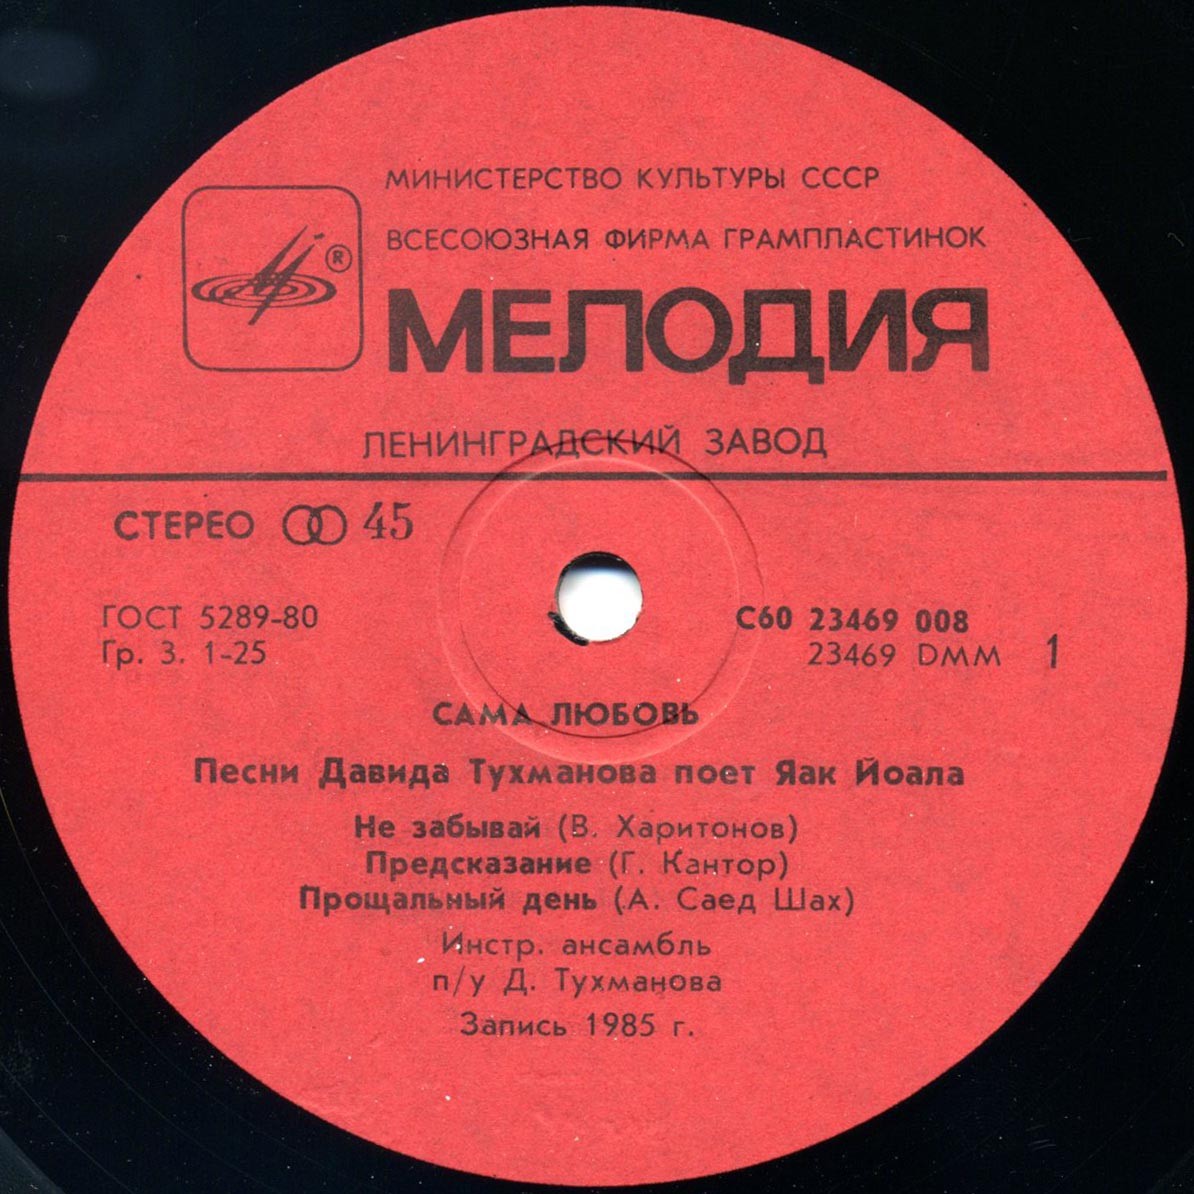 МИНИСТЕРСТВО КУЛЬТУРЫ СССР
ВСЕСОЮЗНАЯ ФИРМА ГРАМПЛАСТИНОК
®
МЕЛОДИЯ
ЛЕНИНГРАДСКИЙ ЗАВОД
СТЕРЕО 45
ГОСТ 5289-80
Гр. 3. 1-25
С60 23469 008
23469 DMM 1
САМА ЛЮБОВЬ
Песни Давида Тухманова поет Яак Йоала
Не забывай (В. Харитонов)
Предсказание (Г. Кантор)
Прощальный день (А. Саед Шах)
Инстр. ансамбль
п/у Д. Тухманова
Запись 1985 г.